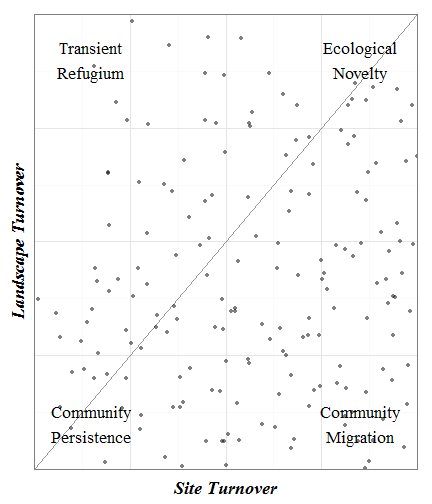 Transient
Refugium
Ecological
Novelty
Landscape Turnover
Community
Persistence
Community
Migration
Site Turnover